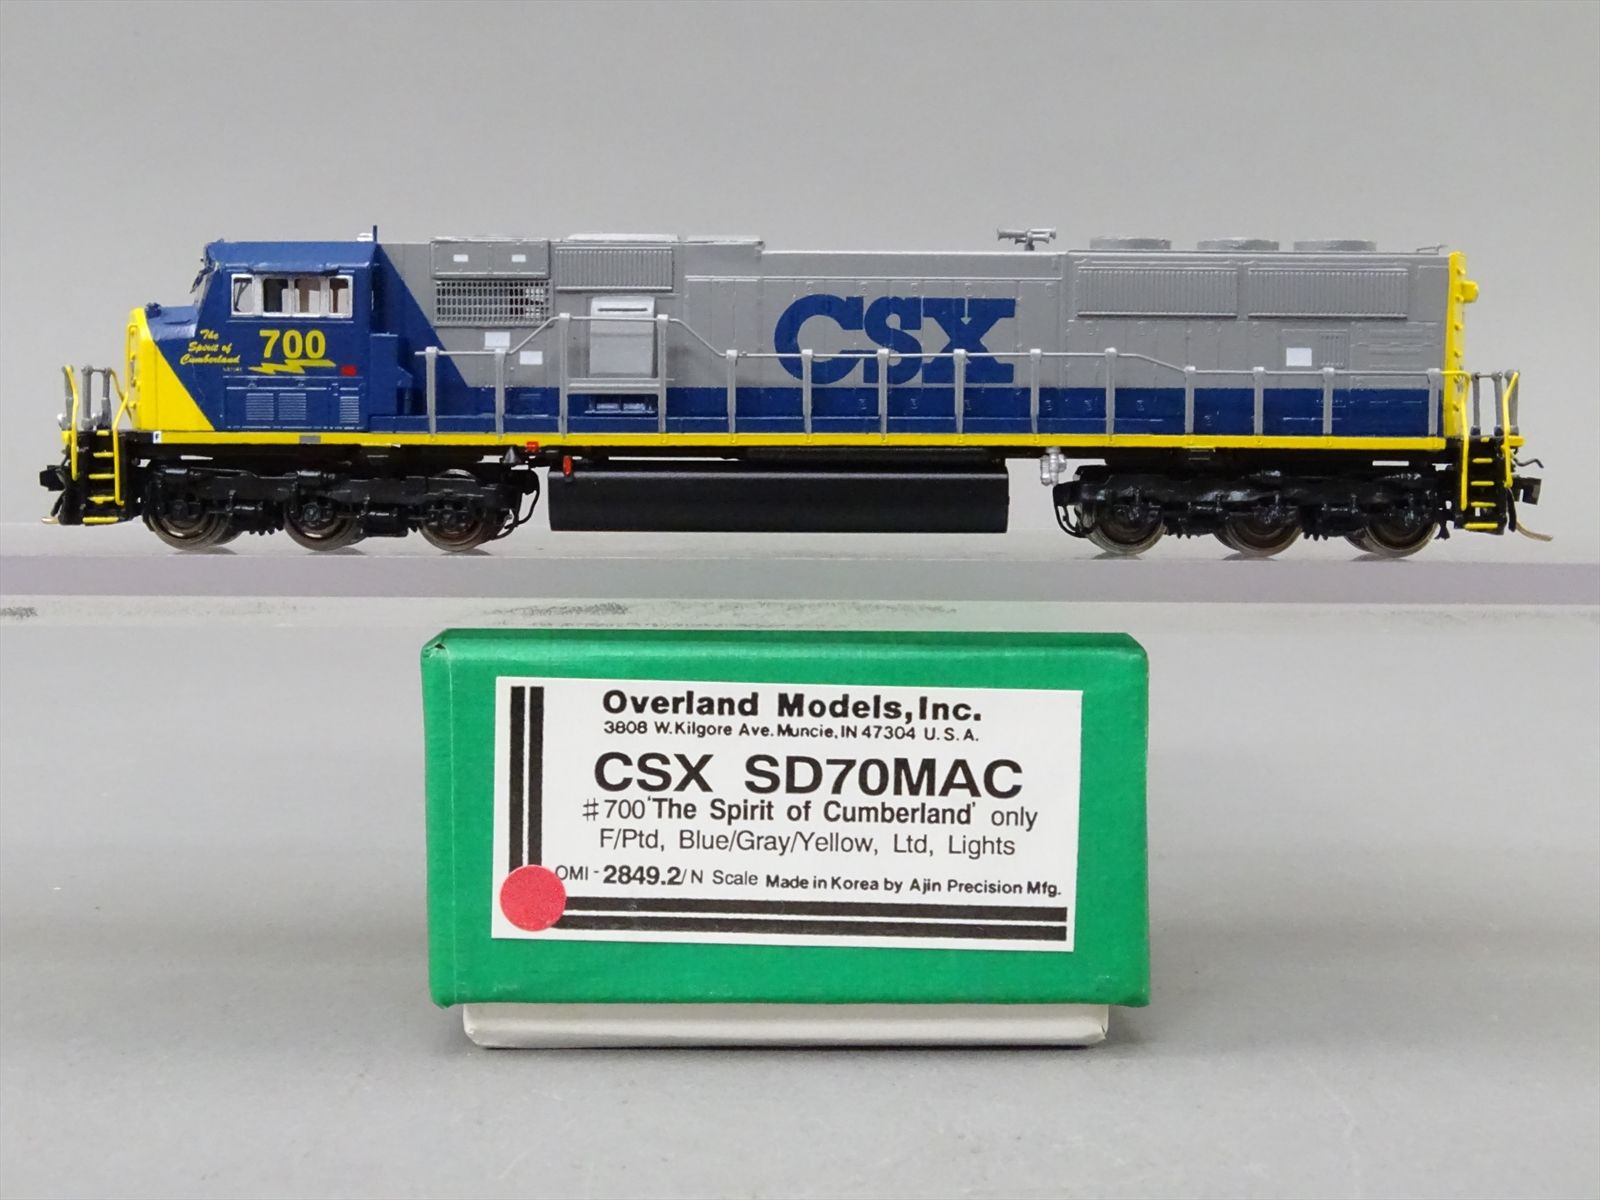 The
Spirit of
Cumberland
700
CSX
F
Overland Models, Inc.
3808 W. Kilgore Ave. Muncie, IN 47304 U. S. A.
CSX SD70MAC
#700 'The Spirit of Cumberland' only
F/Ptd, Blue/Gray/Yellow, Ltd, Lights
OMI - 2849.2/ N Scale Made in Korea by Ajin Precision Mfg.